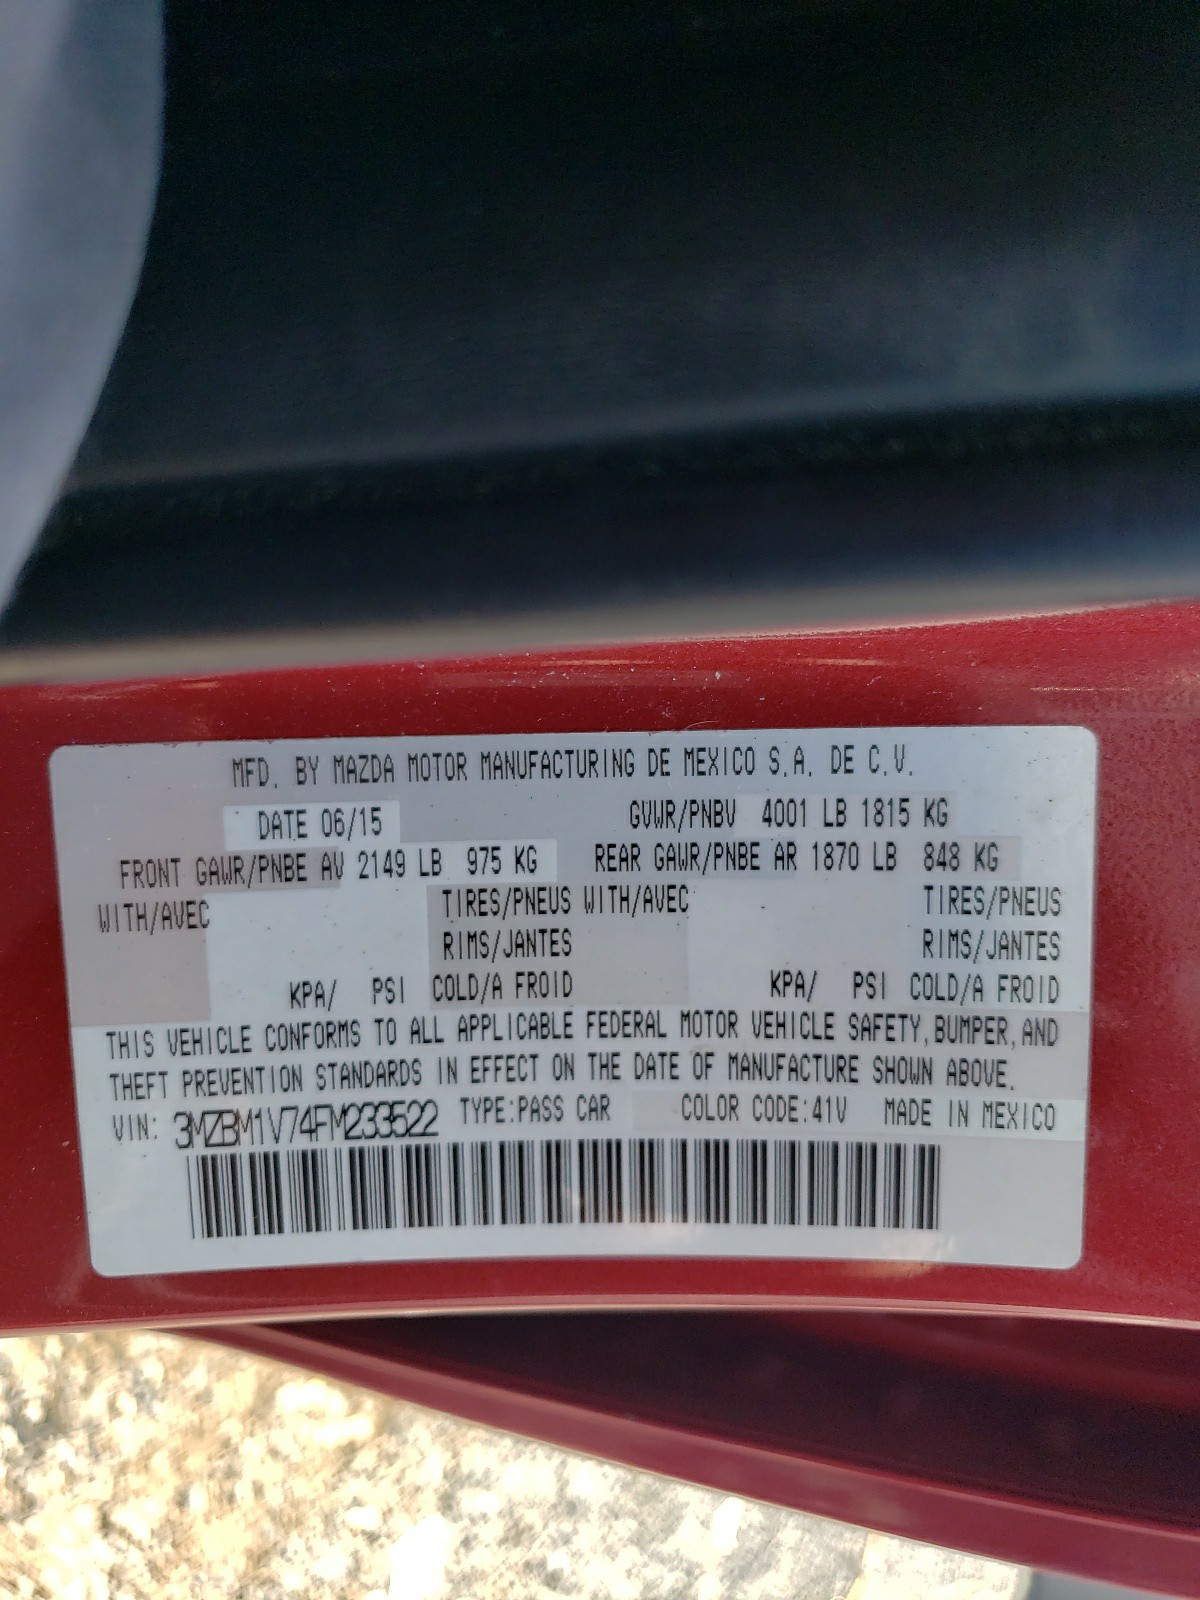 MFD. BY MAZDA MOTOR MANUFACTURING DE MEXICO S.A. DE C.V.
DATE 06/15 GVWR/PNBV 4001 LB 1815 KG
FRONT GAWR/PNBE AV 2149 LB 975 KG REAR GAWR/PNBE AR 1870 LB 848 KG
WITH/AVEC TIRES/PNEUS WITH/AVEC TIRES/PNEUS
RIMS/JANTES RIMS/JANTES
KPA/ PSI COLD/A FROID KPA/ PSI COLD/A FROID
THIS VEHICLE CONFORMS TO ALL APPLICABLE FEDERAL MOTOR VEHICLE SAFETY, BUMPER, AND
THEFT PREVENTION STANDARDS IN EFFECT ON THE DATE OF MANUFACTURE SHOWN ABOVE.
VIN: 3MZBM1V74FM233522 TYPE:PASS CAR COLOR CODE:41V MADE IN MEXICO